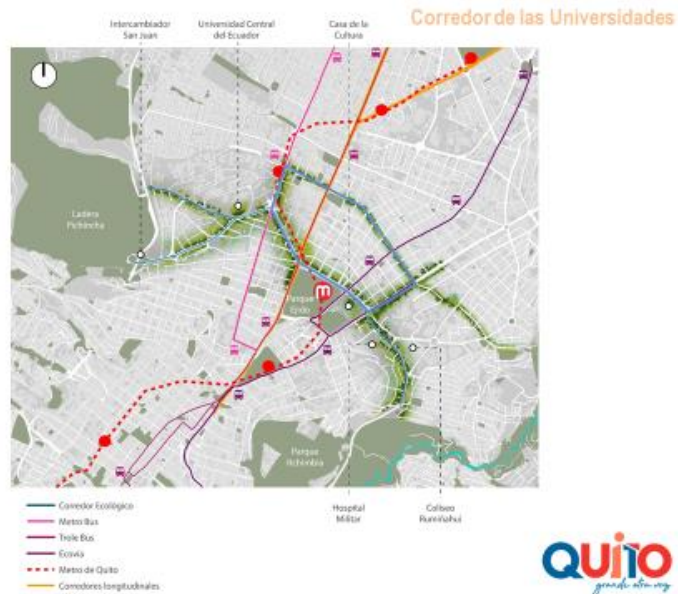 Corredor de las Universidades
Intercambiador
San Juan
Universidad Central
del Ecuador
Casa de la
Cultura
Ladera
Pichincha
Parque
Ejido
Parque
Itchimbia
Hospital
Militar
Coliseo
Rumiñahui
Corredor Ecológico
Metro Bus
Trole Bus
Ecovia
Metro de Quito
Corredores longitudinales
QUITO
grande otra vez